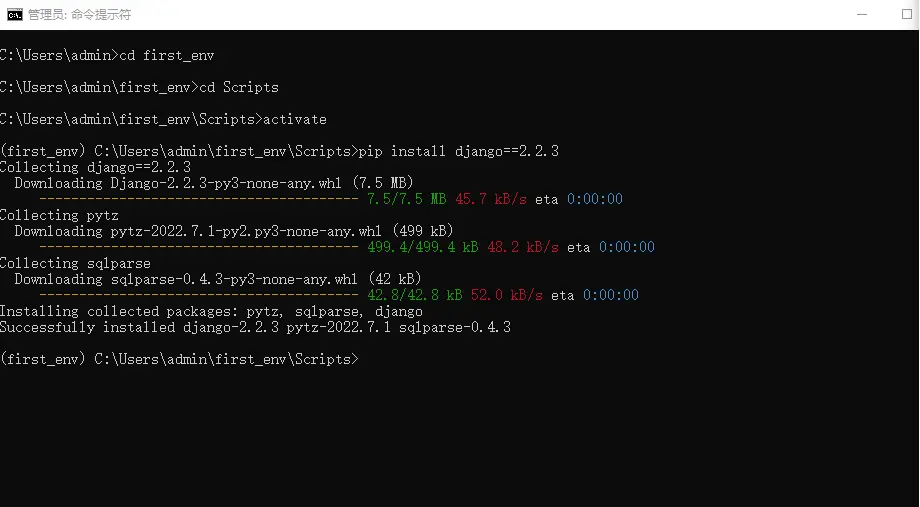 管理员: 命令提示符
C:\Users\admin>cd first_env
C:\Users\admin\first_env>cd Scripts
C:\Users\admin\first_env\Scripts>activate
(first_env) C:\Users\admin\first_env\Scripts>pip install django==2.2.3
Collecting django==2.2.3
  Downloading Django-2.2.3-py3-none-any.whl (7.5 MB)
     ---------------------------------------- 7.5/7.5 MB 45.7 kB/s eta 0:00:00
Collecting pytz
  Downloading pytz-2022.7.1-py2.py3-none-any.whl (499 kB)
     ---------------------------------------- 499.4/499.4 kB 48.2 kB/s eta 0:00:00
Collecting sqlparse
  Downloading sqlparse-0.4.3-py3-none-any.whl (42 kB)
     ---------------------------------------- 42.8/42.8 kB 52.0 kB/s eta 0:00:00
Installing collected packages: pytz, sqlparse, django
Successfully installed django-2.2.3 pytz-2022.7.1 sqlparse-0.4.3
(first_env) C:\Users\admin\first_env\Scripts>